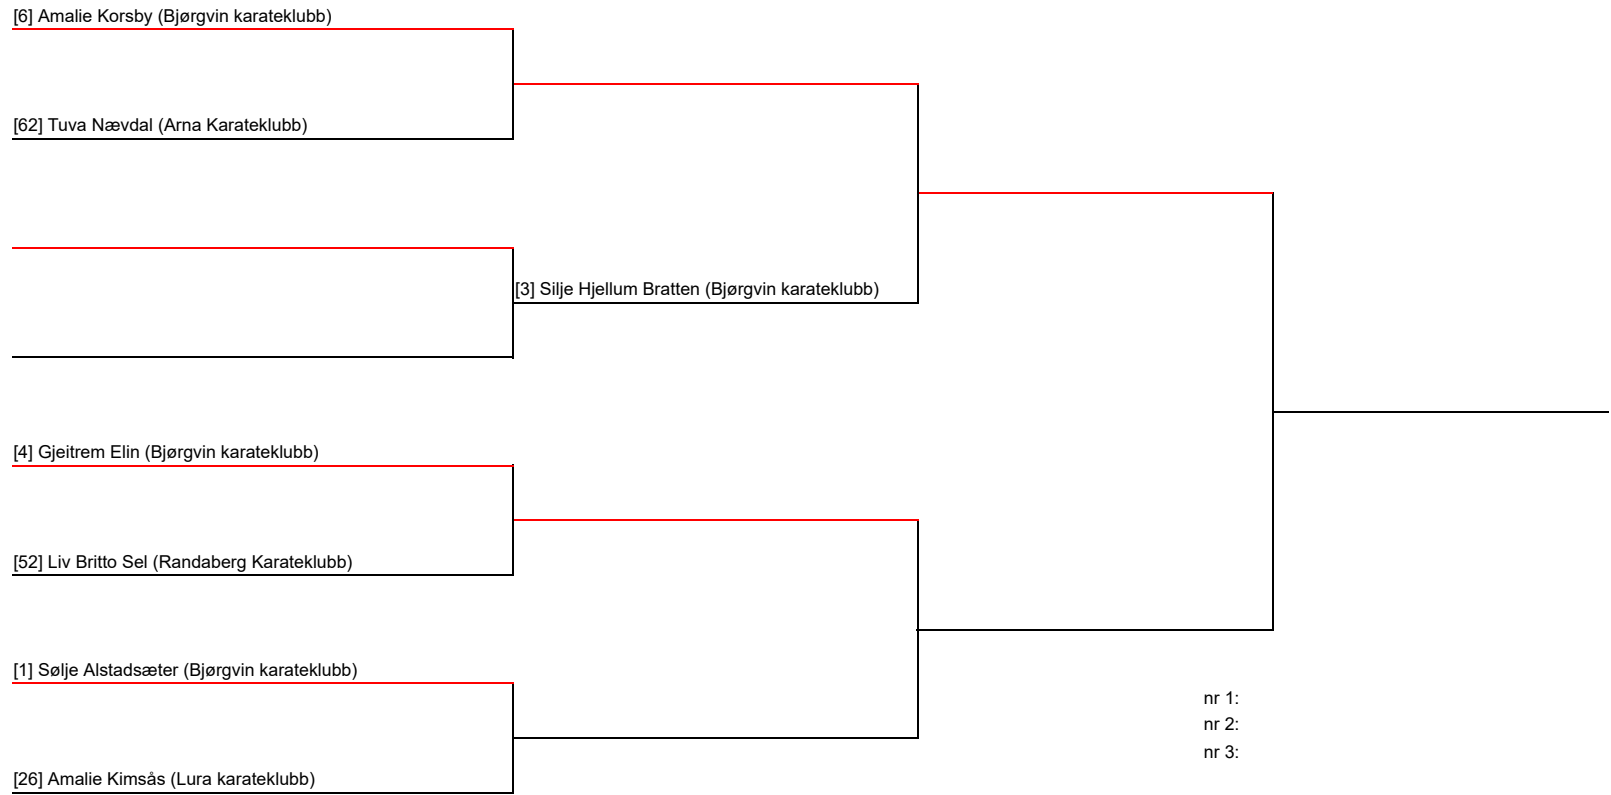 [6] Amalie Korsby (Bjørgvin karateklubb)
[62] Tuva Nævdal (Arna Karateklubb)
[3] Silje Hjellum Bratten (Bjørgvin karateklubb)
[4] Gjeitrem Elin (Bjørgvin karateklubb)
[52] Liv Britto Sel (Randaberg Karateklubb)
[1] Sølje Alstadsæter (Bjørgvin karateklubb)
nr 1:
nr 2:
nr 3:
[26] Amalie Kimsås (Lura karateklubb)